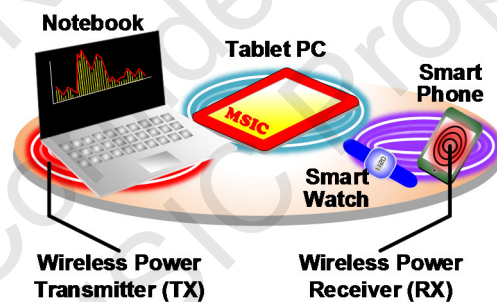 Notebook
Tablet PC
Smart
Phone
MSIC
Smart
Watch
Wireless Power
Transmitter (TX)
Wireless Power
Receiver (RX)